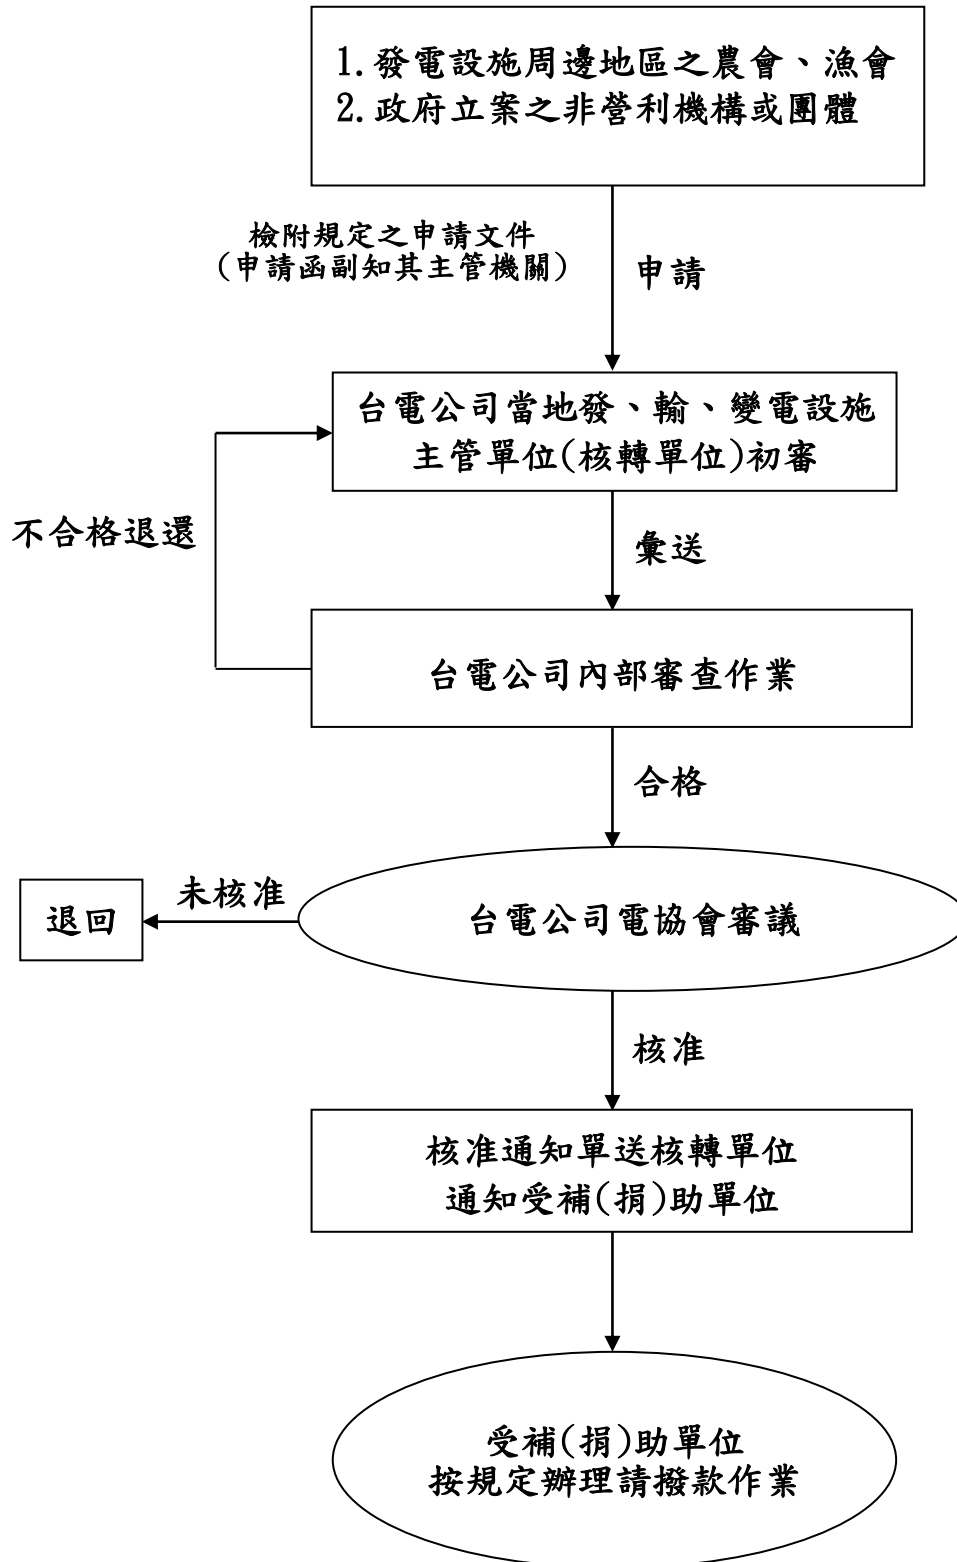 1.發電設施周邊地區之農會、漁會
2.政府立案之非營利機構或團體
檢附規定之申請文件
(申請函副知其主管機關)
申請
台電公司當地發、輸、變電設施
主管單位(核轉單位)初審
不合格退還
彙送
台電公司內部審查作業
合格
未核准
退回
台電公司電協會審議
核准
核准通知單送核轉單位
通知受補(捐)助單位
受補(捐)助單位
按規定辦理請撥款作業